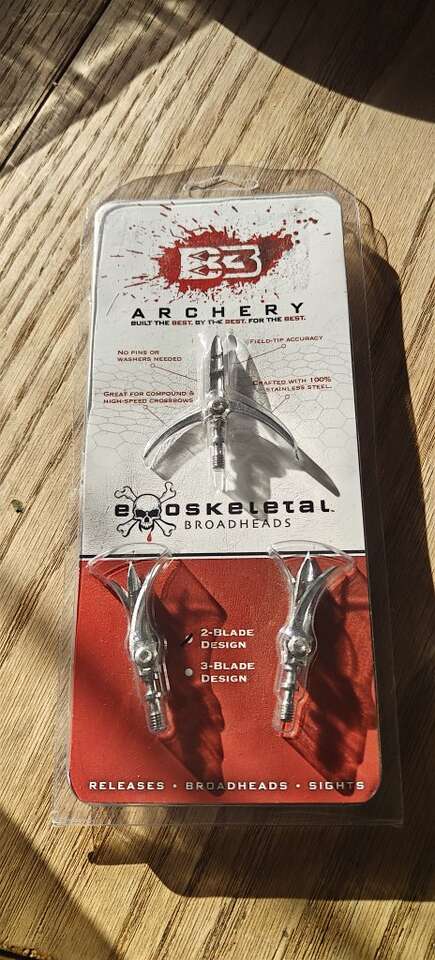 B3
ARCHERY
BUILT THE BEST. BY THE BEST. FOR THE BEST.
NO PINS OR
WASHERS NEEDED
FIELD-TIP ACCURACY
GREAT FOR COMPOUND &
HIGH-SPEED CROSSBOWS
CRAFTED WITH 100%
STAINLESS STEEL.
exoskeletal™
BROADHEADS
2-BLADE
DESIGN
3-BLADE
DESIGN
RELEASES • BROADHEADS • SIGHTS